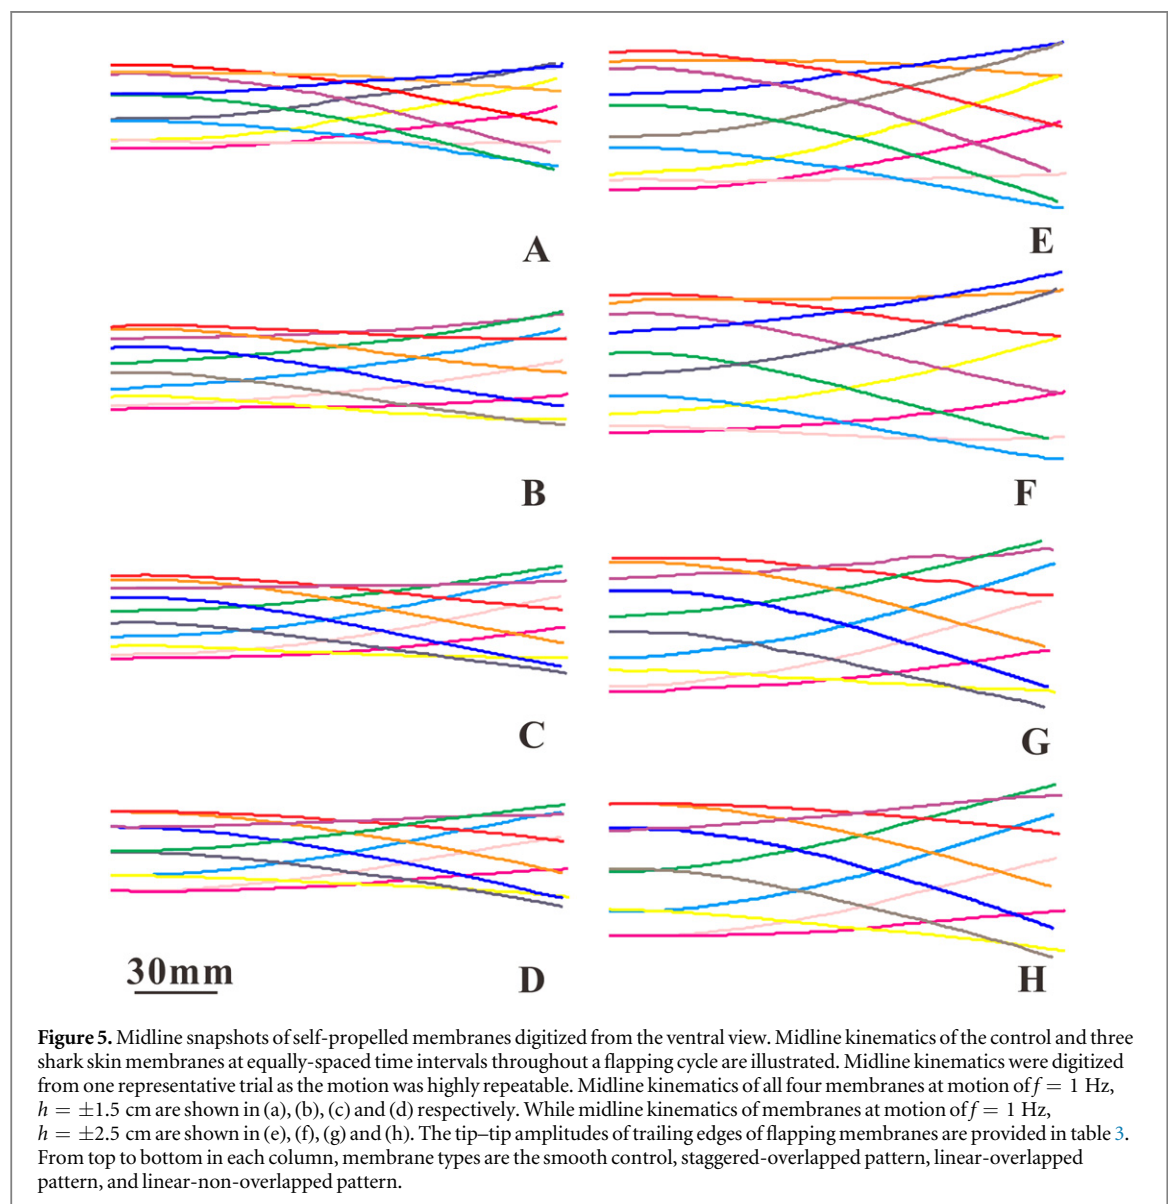 A
E
B
F
C
G
30mm
D
H
Figure 5. Midline snapshots of self-propelled membranes digitized from the ventral view. Midline kinematics of the control and three
shark skin membranes at equally-spaced time intervals throughout a flapping cycle are illustrated. Midline kinematics were digitized
from one representative trial as the motion was highly repeatable. Midline kinematics of all four membranes at motion of f = 1 Hz,
h = ±1.5 cm are shown in (a), (b), (c) and (d) respectively. While midline kinematics of membranes at motion of f = 1 Hz,
h = ±2.5 cm are shown in (e), (f), (g) and (h). The tip–tip amplitudes of trailing edges of flapping membranes are provided in table 3.
From top to bottom in each column, membrane types are the smooth control, staggered-overlapped pattern, linear-overlapped
pattern, and linear-non-overlapped pattern.